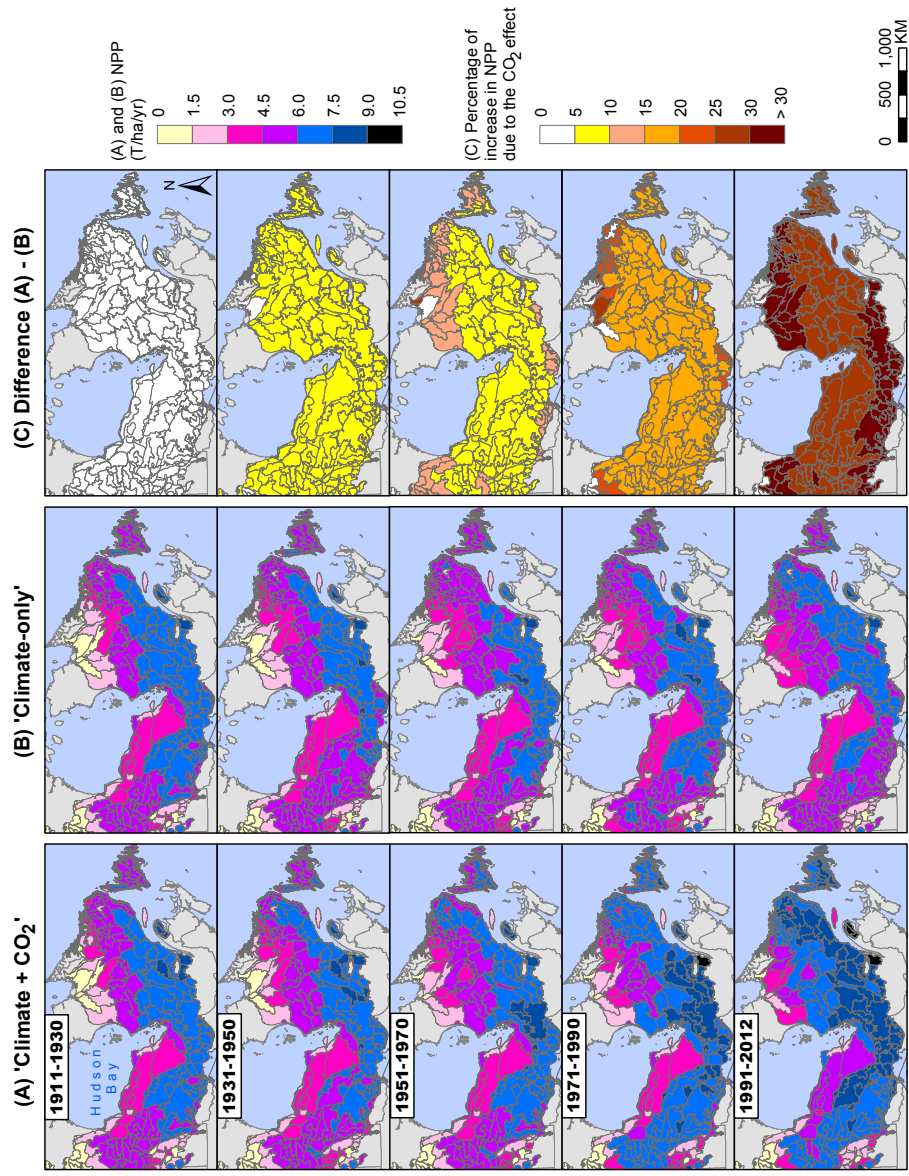 (A) 'Climate + CO₂'
(B) 'Climate-only'
(C) Difference (A) - (B)
1911-1930
Hudson
Bay
1931-1950
1951-1970
1971-1990
1991-2012
N
(A) and (B) NPP
(T/ha/yr)
0
1.5
3.0
4.5
6.0
7.5
9.0
10.5
(C) Percentage of
increase in NPP
due to the CO₂ effect
0
5
10
15
20
25
30
> 30
0 500 1,000
KM